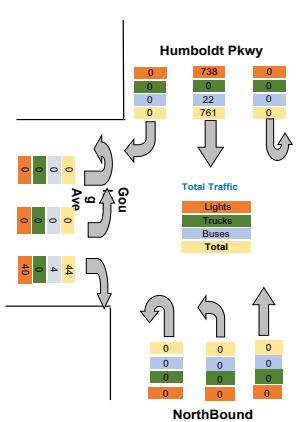 Humboldt Pkwy
0 738 0
0 0 0
0 22 0
0 761 0
Goug
Ave
0 0 0 0
0 0 0 0
40 0 4 44
Total Traffic
Lights
Trucks
Buses
Total
0 0 0
0 0 0
0 0 0
0 0 0
NorthBound